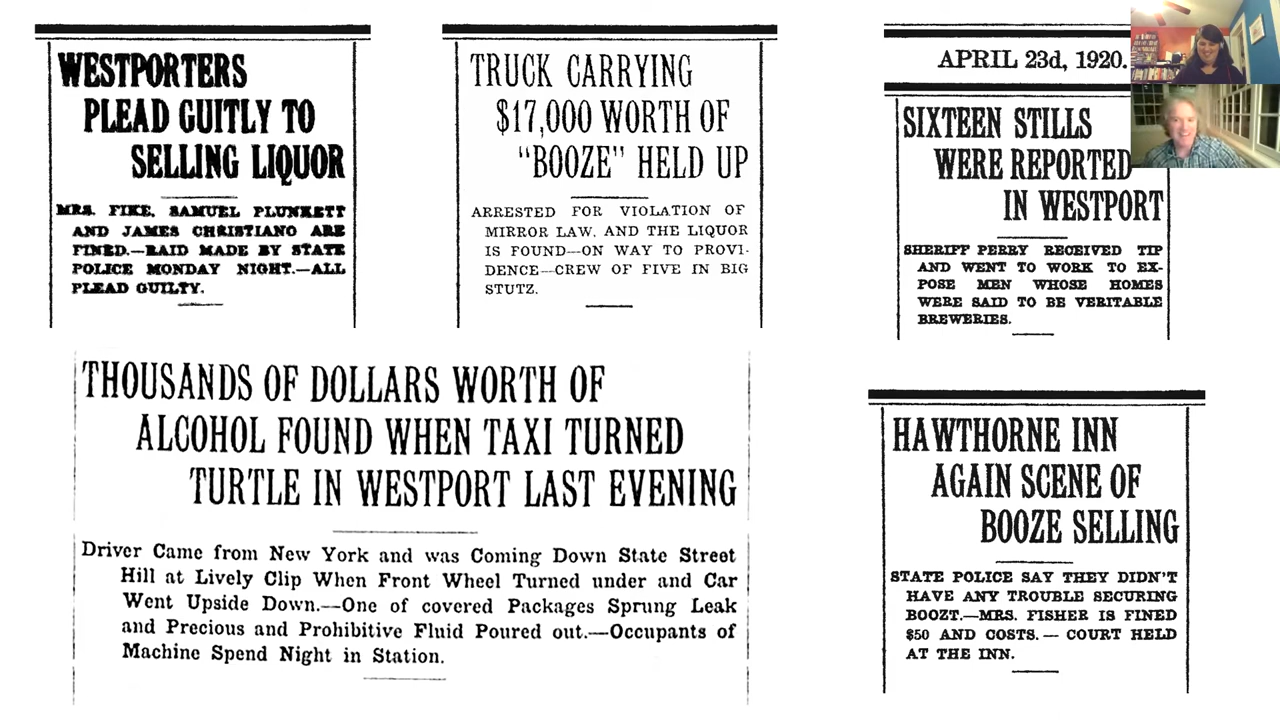 WESTPORTERS
PLEAD GUITLY TO
SELLING LIQUOR
MRS. FIKE, SAMUEL PLUNKETT
AND JAMES CHRISTIANO ARE
FINED.—RAID MADE BY STATE
POLICE MONDAY NIGHT.—ALL
PLEAD GUILTY.
TRUCK CARRYING
$17,000 WORTH OF
"BOOZE" HELD UP
ARRESTED FOR VIOLATION OF
MIRROR LAW, AND THE LIQUOR
IS FOUND—ON WAY TO PROVI-
DENCE—CREW OF FIVE IN BIG
STUTZ.
APRIL 23d, 1920.
SIXTEEN STILLS
WERE REPORTED
IN WESTPORT
SHERIFF PERRY RECEIVED TIP
AND WENT TO WORK TO EX-
POSE MEN WHOSE HOMES
WERE SAID TO BE VERITABLE
BREWERIES.
THOUSANDS OF DOLLARS WORTH OF
ALCOHOL FOUND WHEN TAXI TURNED
TURTLE IN WESTPORT LAST EVENING
Driver Came from New York and was Coming Down State Street
Hill at Lively Clip When Front Wheel Turned under and Car
Went Upside Down.—One of covered Packages Sprung Leak
and Precious and Prohibitive Fluid Poured out.—Occupants of
Machine Spend Night in Station.
HAWTHORNE INN
AGAIN SCENE OF
BOOZE SELLING
STATE POLICE SAY THEY DIDN'T
HAVE ANY TROUBLE SECURING
BOOZT.—MRS. FISHER IS FINED
$50 AND COSTS.— COURT HELD
AT THE INN.